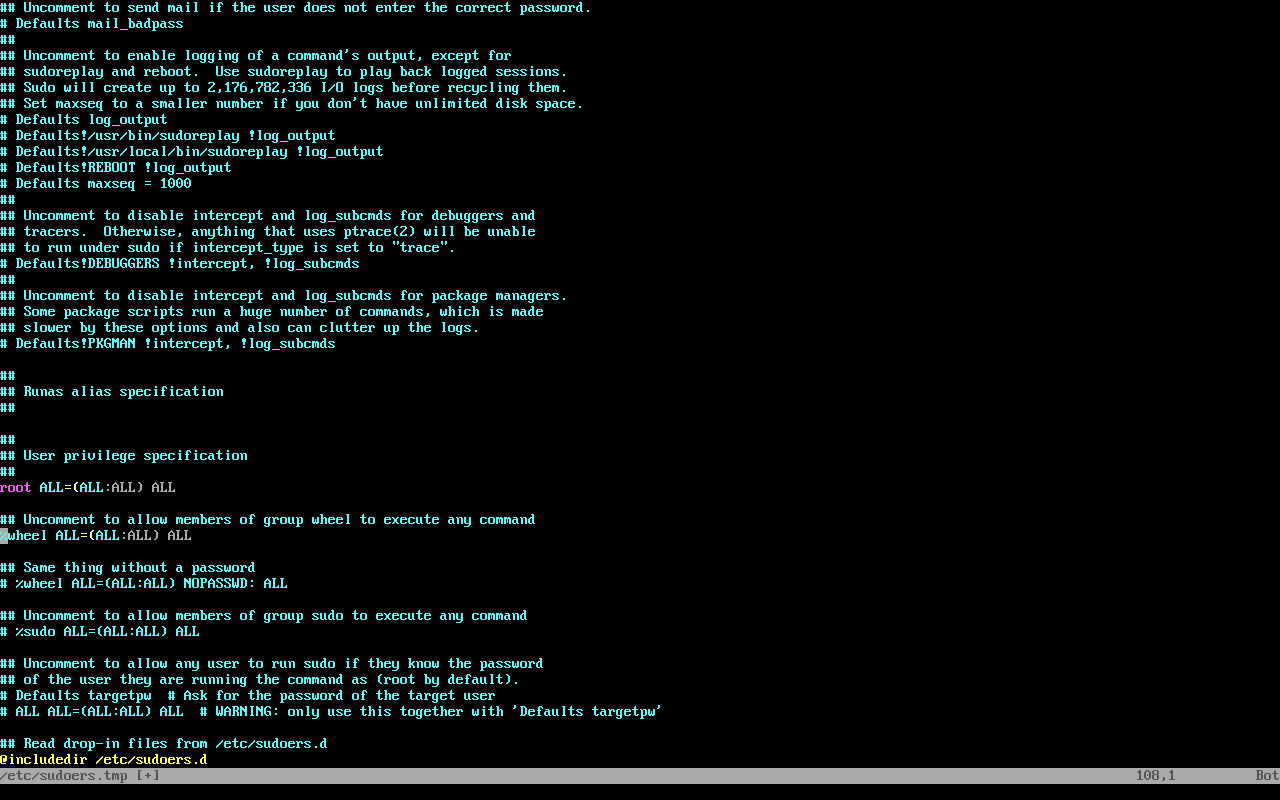 ## Uncomment to send mail if the user does not enter the correct password.
# Defaults mail_badpass
##
## Uncomment to enable logging of a command's output, except for
## sudoreplay and reboot.  Use sudoreplay to play back logged sessions.
## Sudo will create up to 2,176,782,336 I/O logs before recycling them.
## Set maxseq to a smaller number if you don't have unlimited disk space.
# Defaults log_output
# Defaults!/usr/bin/sudoreplay !log_output
# Defaults!/usr/local/bin/sudoreplay !log_output
# Defaults!REBOOT !log_output
# Defaults maxseq = 1000
##
## Uncomment to disable intercept and log_subcmds for debuggers and
## tracers.  Otherwise, anything that uses ptrace(2) will be unable
## to run under sudo if intercept_type is set to "trace".
# Defaults!DEBUGGERS !intercept, !log_subcmds
##
## Uncomment to disable intercept and log_subcmds for package managers.
## Some package scripts run a huge number of commands, which is made
## slower by these options and also can clutter up the logs.
# Defaults!PKGMAN !intercept, !log_subcmds

##
## Runas alias specification
##

##
## User privilege specification
##
root ALL=(ALL:ALL) ALL

## Uncomment to allow members of group wheel to execute any command
%wheel ALL=(ALL:ALL) ALL

## Same thing without a password
# %wheel ALL=(ALL:ALL) NOPASSWD: ALL

## Uncomment to allow members of group sudo to execute any command
# %sudo ALL=(ALL:ALL) ALL

## Uncomment to allow any user to run sudo if they know the password
## of the user they are running the command as (root by default).
# Defaults targetpw  # Ask for the password of the target user
# ALL ALL=(ALL:ALL) ALL  # WARNING: only use this together with 'Defaults targetpw'

## Read drop-in files from /etc/sudoers.d
@includedir /etc/sudoers.d
/etc/sudoers.tmp [+] 108,1 Bot